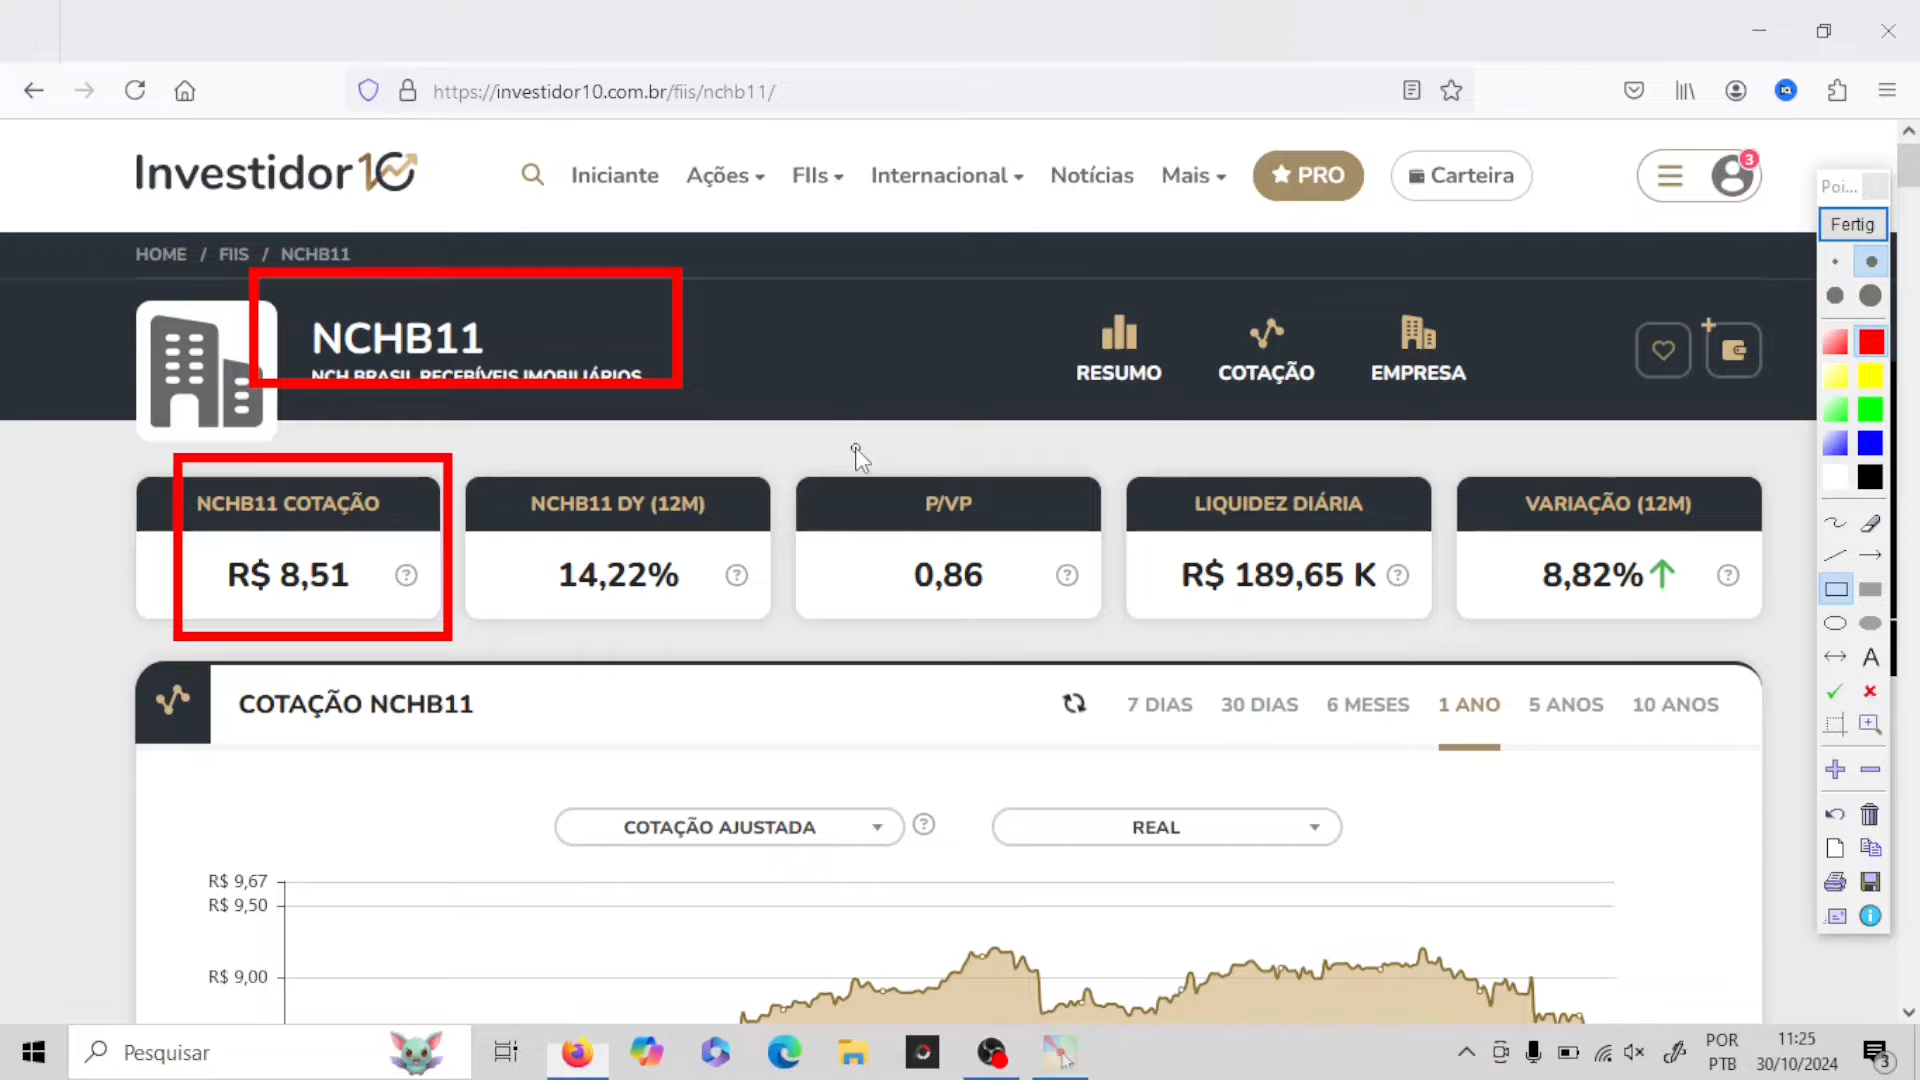 https://investidor10.com.br/fiis/nchb11/
Investidor 10
Iniciante
Ações
FIIs
Internacional
Notícias
Mais
PRO
Carteira
3
Poi...
Fertig
HOME / FIIS / NCHB11
NCHB11
NCH BRASIL RECEBÍVEIS IMOBILIÁRIOS
RESUMO
COTAÇÃO
EMPRESA
NCHB11 COTAÇÃO
R$ 8,51
NCHB11 DY (12M)
14,22%
P/VP
0,86
LIQUIDEZ DIÁRIA
R$ 189,65 K
VARIAÇÃO (12M)
8,82%
COTAÇÃO NCHB11
7 DIAS
30 DIAS
6 MESES
1 ANO
5 ANOS
10 ANOS
COTAÇÃO AJUSTADA
REAL
R$ 9,67
R$ 9,50
R$ 9,00
A
Pesquisar
POR
PTB
11:25
30/10/2024
3